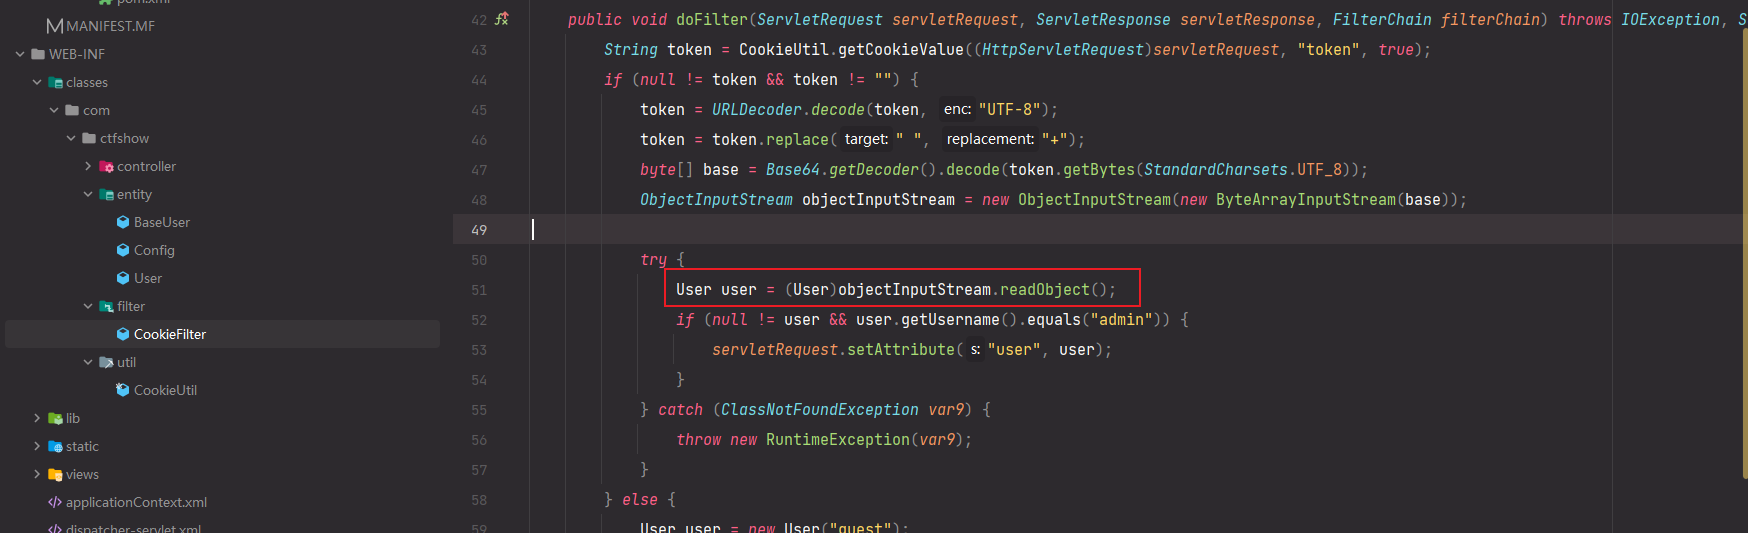 pom.xml
MANIFEST.MF
WEB-INF
classes
com
ctfshow
controller
entity
BaseUser
Config
User
filter
CookieFilter
util
CookieUtil
lib
static
views
applicationContext.xml
dispatcher-servlet.xml
42 public void doFilter(ServletRequest servletRequest, ServletResponse servletResponse, FilterChain filterChain) throws IOException, S
43 String token = CookieUtil.getCookieValue((HttpServletRequest)servletRequest, "token", true);
44 if (null != token && token != "") {
45 token = URLDecoder.decode(token, enc: "UTF-8");
46 token = token.replace( target: " ", replacement: "+");
47 byte[] base = Base64.getDecoder().decode(token.getBytes(StandardCharsets.UTF_8));
48 ObjectInputStream objectInputStream = new ObjectInputStream(new ByteArrayInputStream(base));
49
50 try {
51 User user = (User)objectInputStream.readObject();
52 if (null != user && user.getUsername().equals("admin")) {
53 servletRequest.setAttribute( s: "user", user);
54 }
55 } catch (ClassNotFoundException var9) {
56 throw new RuntimeException(var9);
57 }
58 } else {
59 User user = new User("guest");